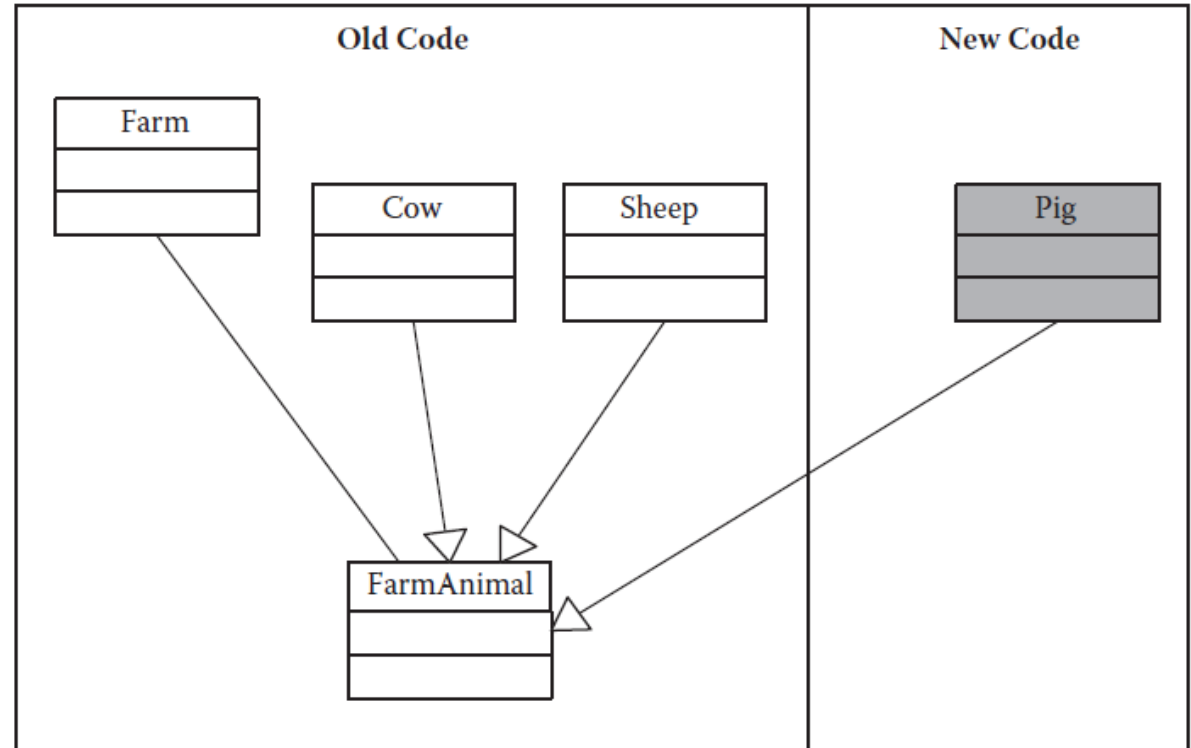 Old Code
New Code
Farm
Cow
Sheep
Pig
FarmAnimal